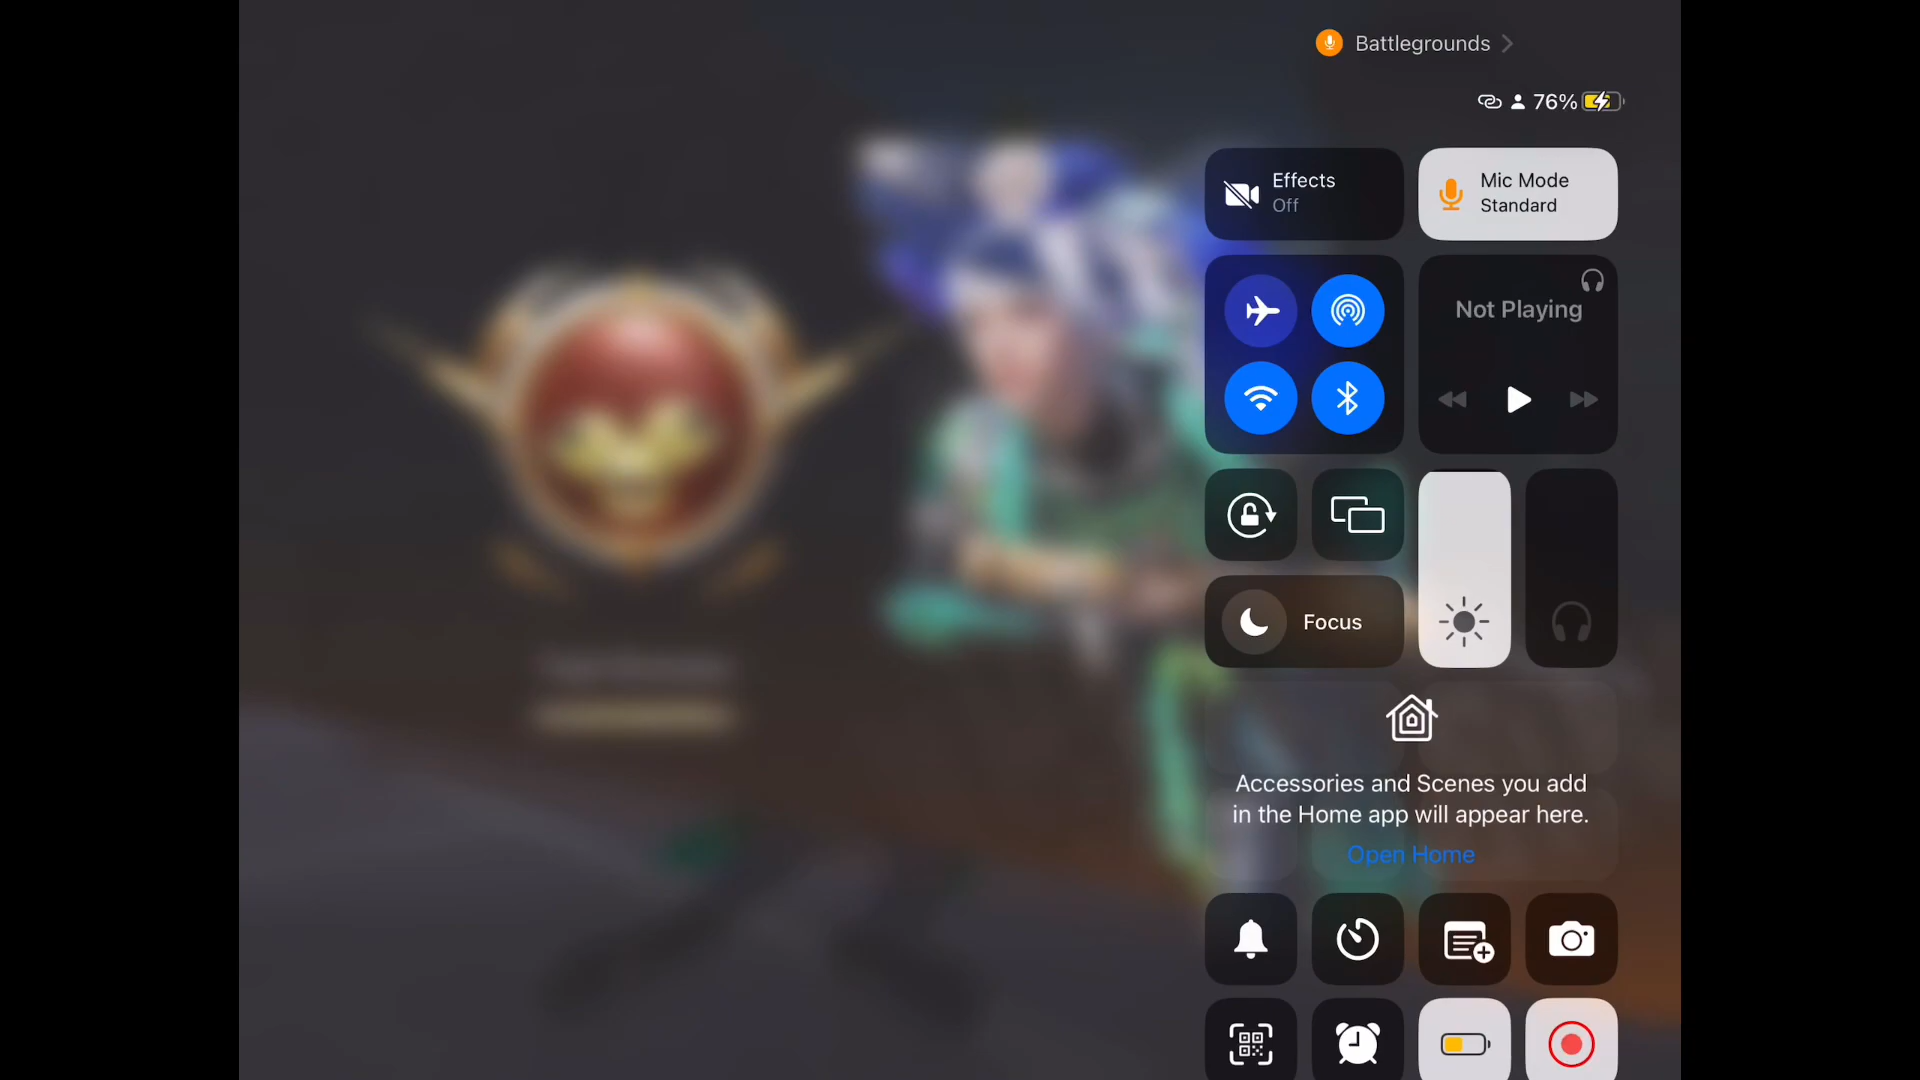 Battlegrounds
76%
Effects
Off
Mic Mode
Standard
Not Playing
Focus
Accessories and Scenes you add
in the Home app will appear here.
Open Home